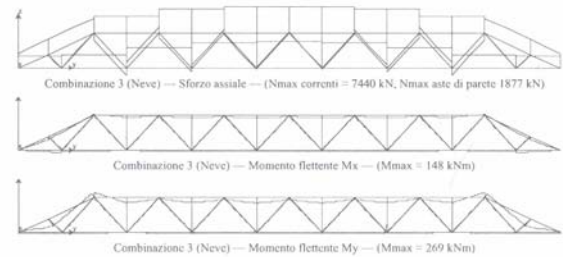 Combinazione 3 (Neve) — Sforzo assiale — (Nmax correnti = 7440 kN, Nmax aste di parete 1877 kN)
Combinazione 3 (Neve) — Momento flettente Mx — (Mmax = 148 kNm)
Combinazione 3 (Neve) — Momento flettente My — (Mmax = 269 kNm)